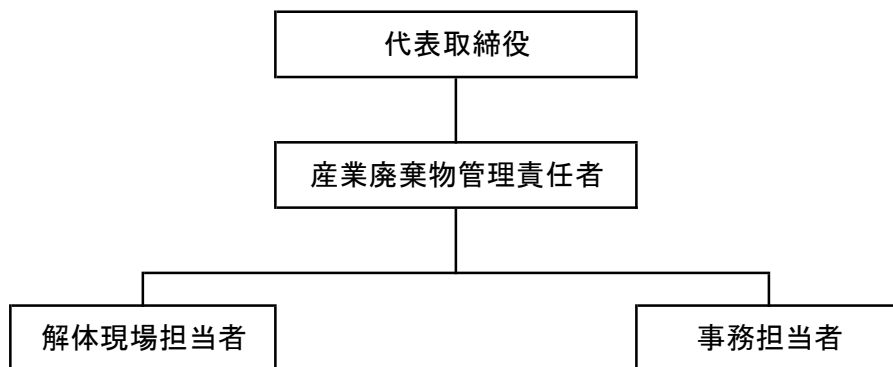 代表取締役
産業廃棄物管理責任者
解体現場担当者
事務担当者